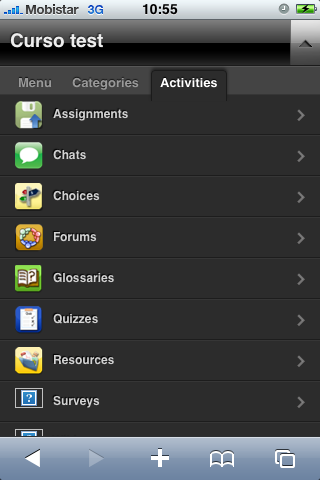 Mobistar 3G 10:55
Curso test
Menu Categories Activities
Assignments
Chats
Choices
Forums
Glossaries
Quizzes
Resources
Surveys